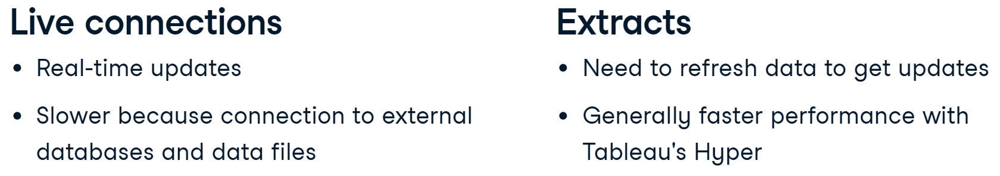 Live connections
• Real-time updates
• Slower because connection to external
databases and data files
Extracts
• Need to refresh data to get updates
• Generally faster performance with
Tableau's Hyper